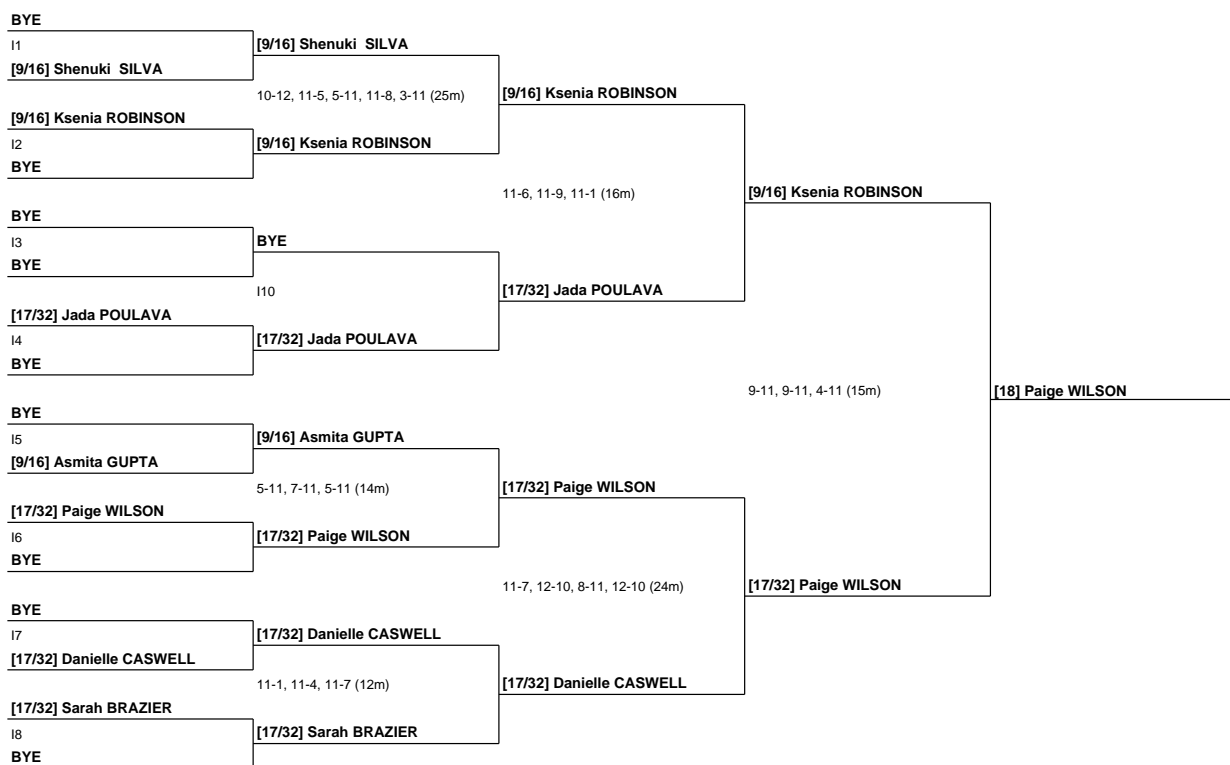 BYE
I1
[9/16] Shenuki SILVA
[9/16] Shenuki SILVA
10-12, 11-5, 5-11, 11-8, 3-11 (25m)
[9/16] Ksenia ROBINSON
[9/16] Ksenia ROBINSON
I2
[9/16] Ksenia ROBINSON
BYE
11-6, 11-9, 11-1 (16m)
[9/16] Ksenia ROBINSON
BYE
I3
BYE
BYE
I10
[17/32] Jada POULAVA
[17/32] Jada POULAVA
I4
[17/32] Jada POULAVA
BYE
9-11, 9-11, 4-11 (15m)
[18] Paige WILSON
BYE
I5
[9/16] Asmita GUPTA
[9/16] Asmita GUPTA
5-11, 7-11, 5-11 (14m)
[17/32] Paige WILSON
[17/32] Paige WILSON
I6
[17/32] Paige WILSON
BYE
11-7, 12-10, 8-11, 12-10 (24m)
[17/32] Paige WILSON
BYE
I7
[17/32] Danielle CASWELL
[17/32] Danielle CASWELL
11-1, 11-4, 11-7 (12m)
[17/32] Danielle CASWELL
[17/32] Sarah BRAZIER
I8
[17/32] Sarah BRAZIER
BYE